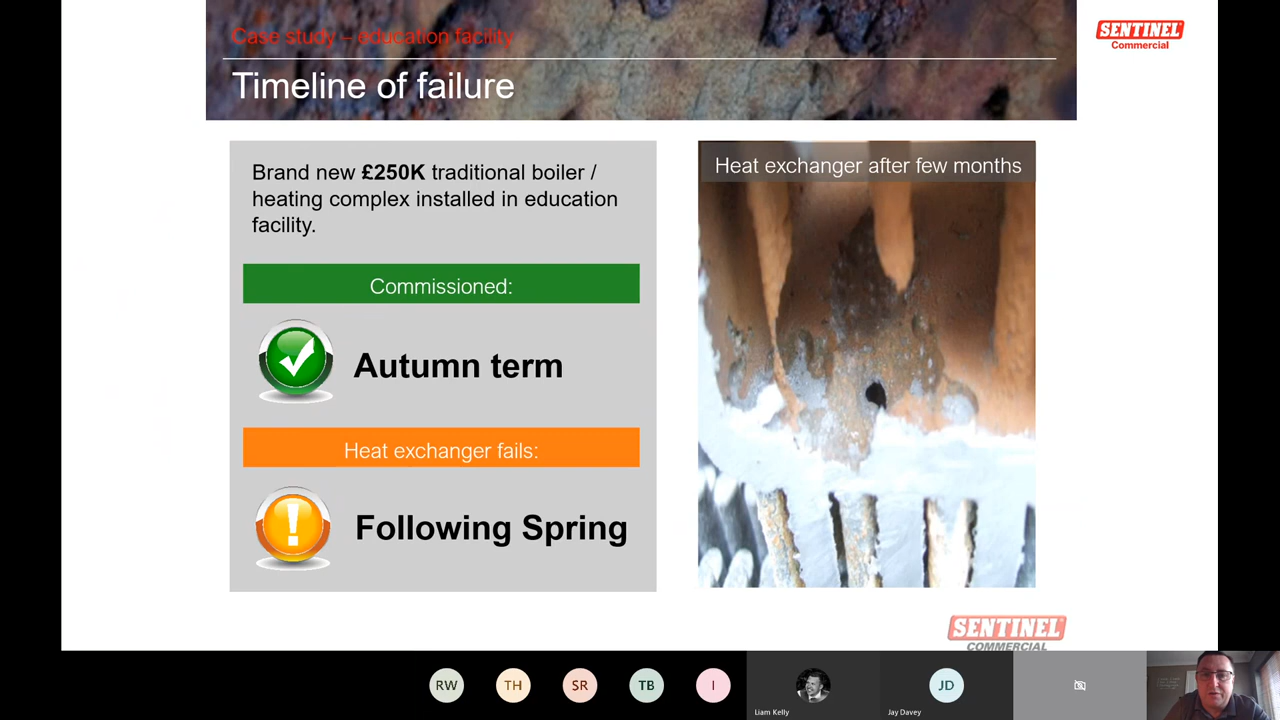 Case study – education facility
SENTINEL
Commercial
Timeline of failure
Brand new £250K traditional boiler /
heating complex installed in education
facility.
Commissioned:
Autumn term
Heat exchanger fails:
Following Spring
Heat exchanger after few months
SENTINEL
COMMERCIAL
RW
TH
SR
TB
I
JD
Liam Kelly
Jay Davey